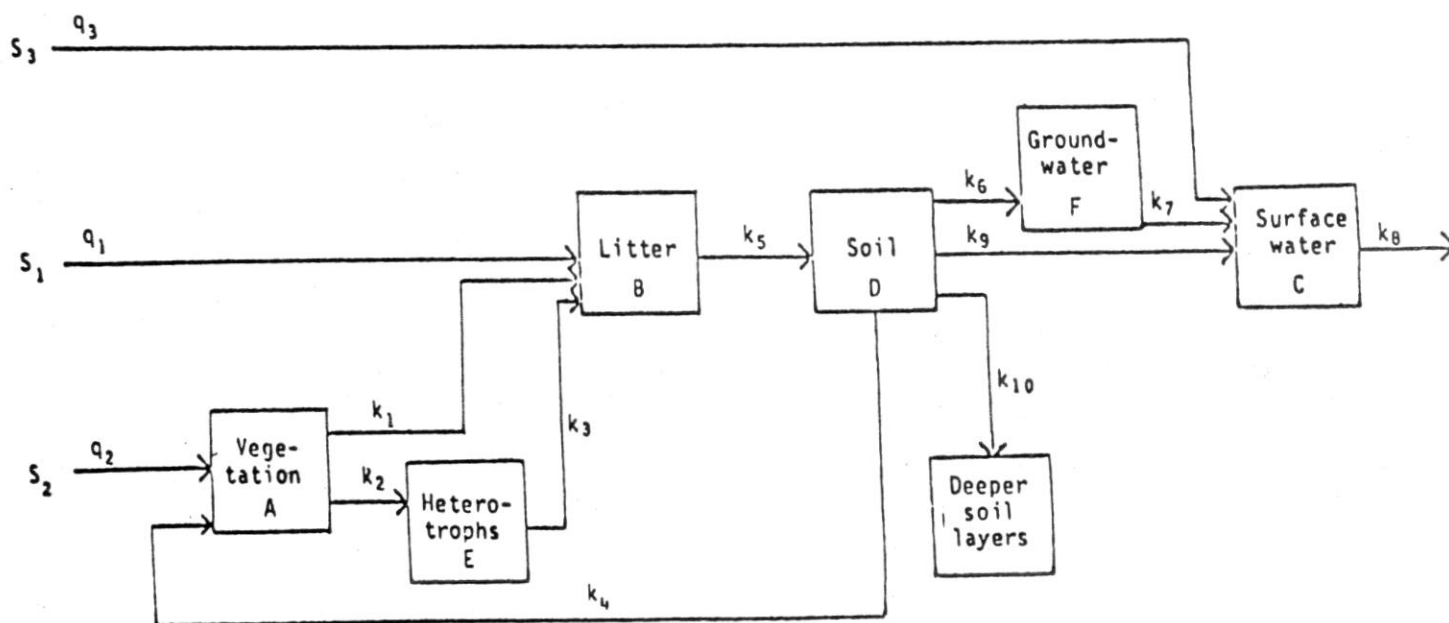 q₃
S₃
Ground-
water
F
k₆
k₇
Litter
B
k₅
Soil
D
k₉
Surface
water
C
k₈
q₁
S₁
k₁₀
k₁
k₃
q₂
S₂
Vege-
tation
A
k₂
Hetero-
trophs
E
Deeper
soil
layers
k₄